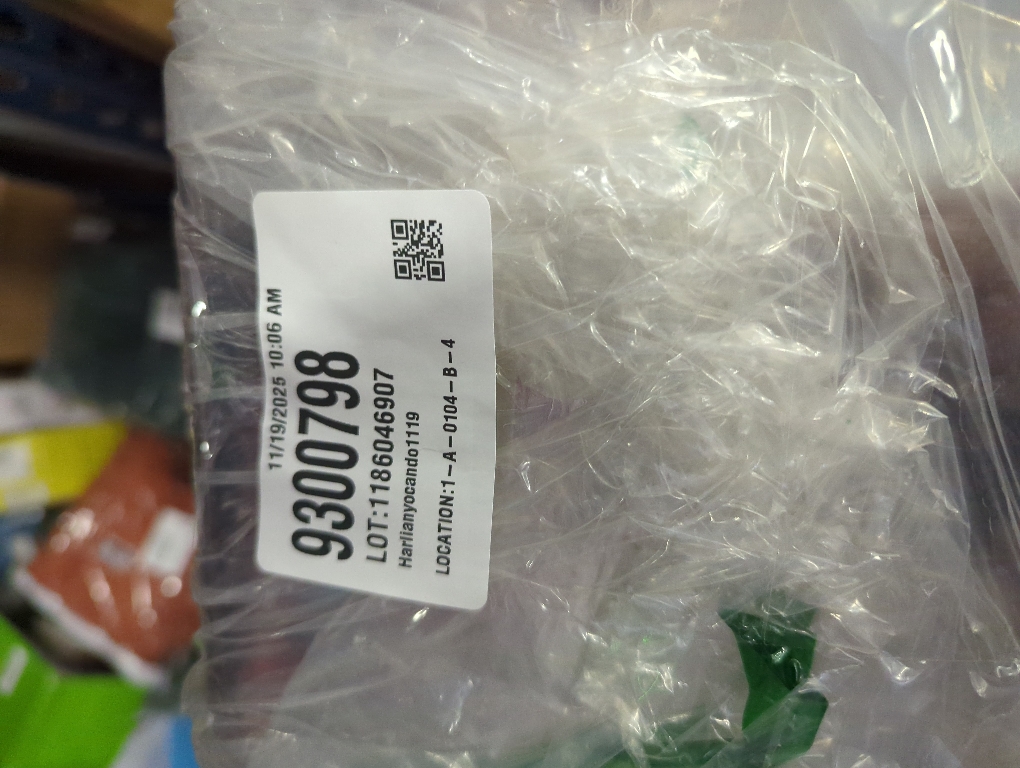 11/19/2025 10:06 AM
9300798
LOT:1186046907
Harlianyocando1119
LOCATION:1-A-0104-B-4